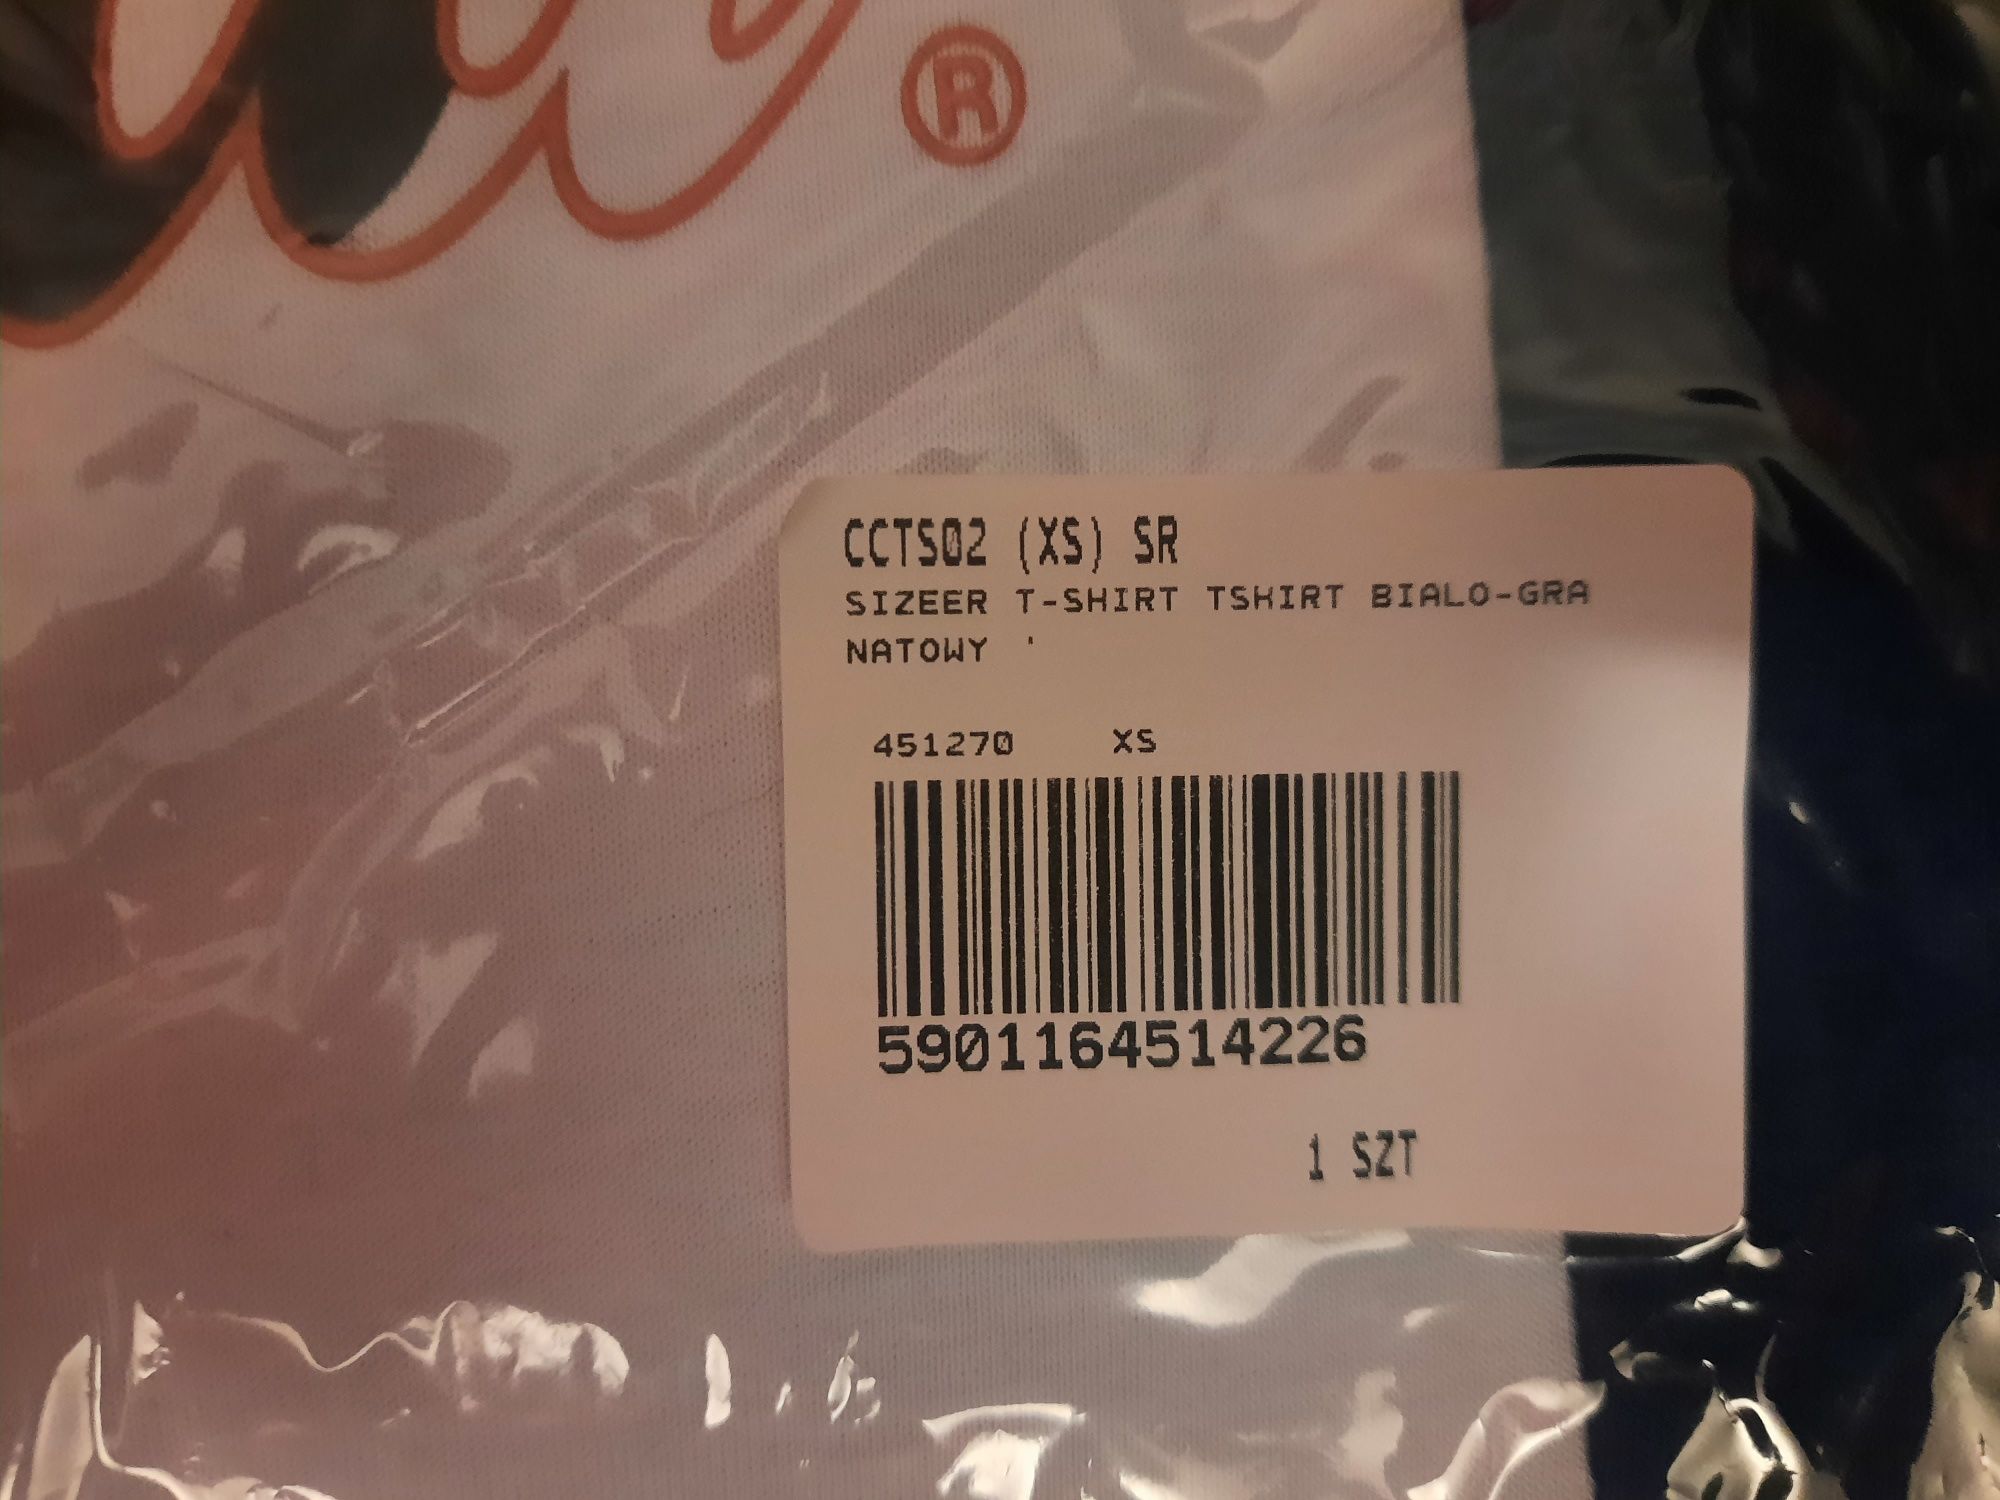 ®
CCTS02 (XS) SR
SIZEER T-SHIRT TSHIRT BIALO-GRA
NATOWY '
451270 XS
5901164514226
1 SZT